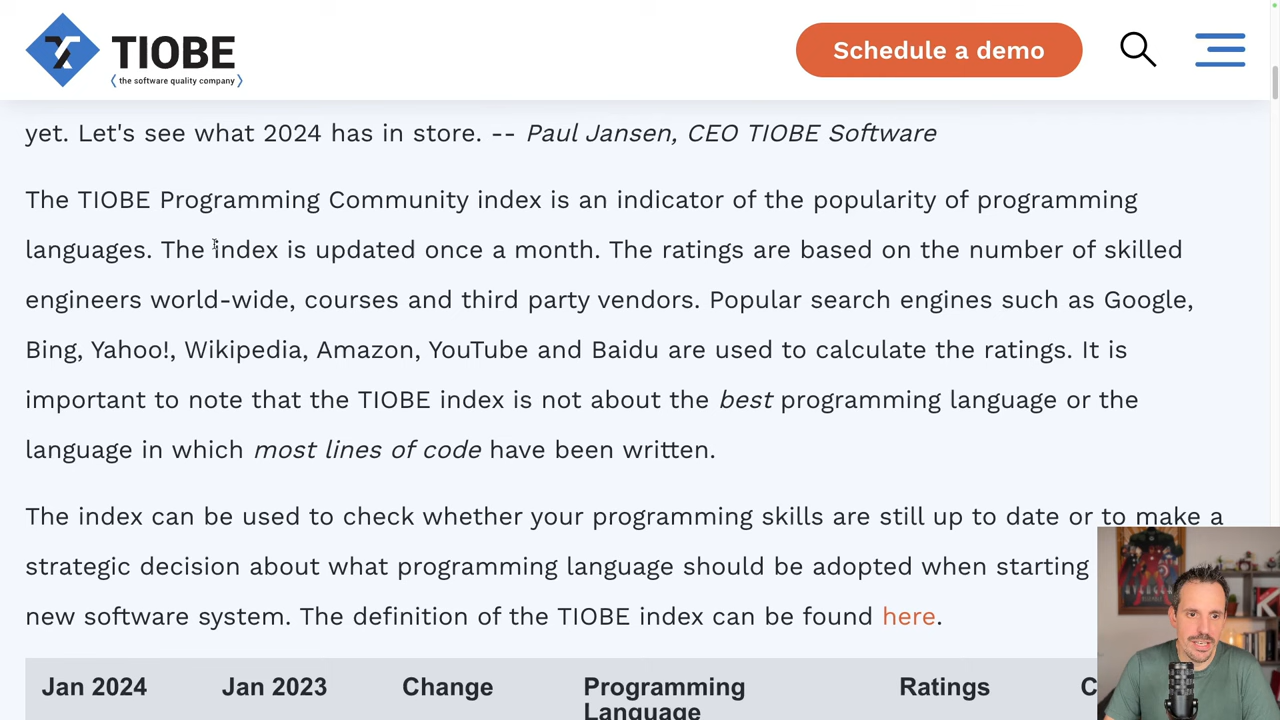 TIOBE
⟨ the software quality company ⟩
Schedule a demo
yet. Let's see what 2024 has in store. -- Paul Jansen, CEO TIOBE Software
The TIOBE Programming Community index is an indicator of the popularity of programming
languages. The index is updated once a month. The ratings are based on the number of skilled
engineers world-wide, courses and third party vendors. Popular search engines such as Google,
Bing, Yahoo!, Wikipedia, Amazon, YouTube and Baidu are used to calculate the ratings. It is
important to note that the TIOBE index is not about the best programming language or the
language in which most lines of code have been written.
The index can be used to check whether your programming skills are still up to date or to make a
strategic decision about what programming language should be adopted when starting
new software system. The definition of the TIOBE index can be found here.
Jan 2024 Jan 2023 Change Programming Ratings
Language